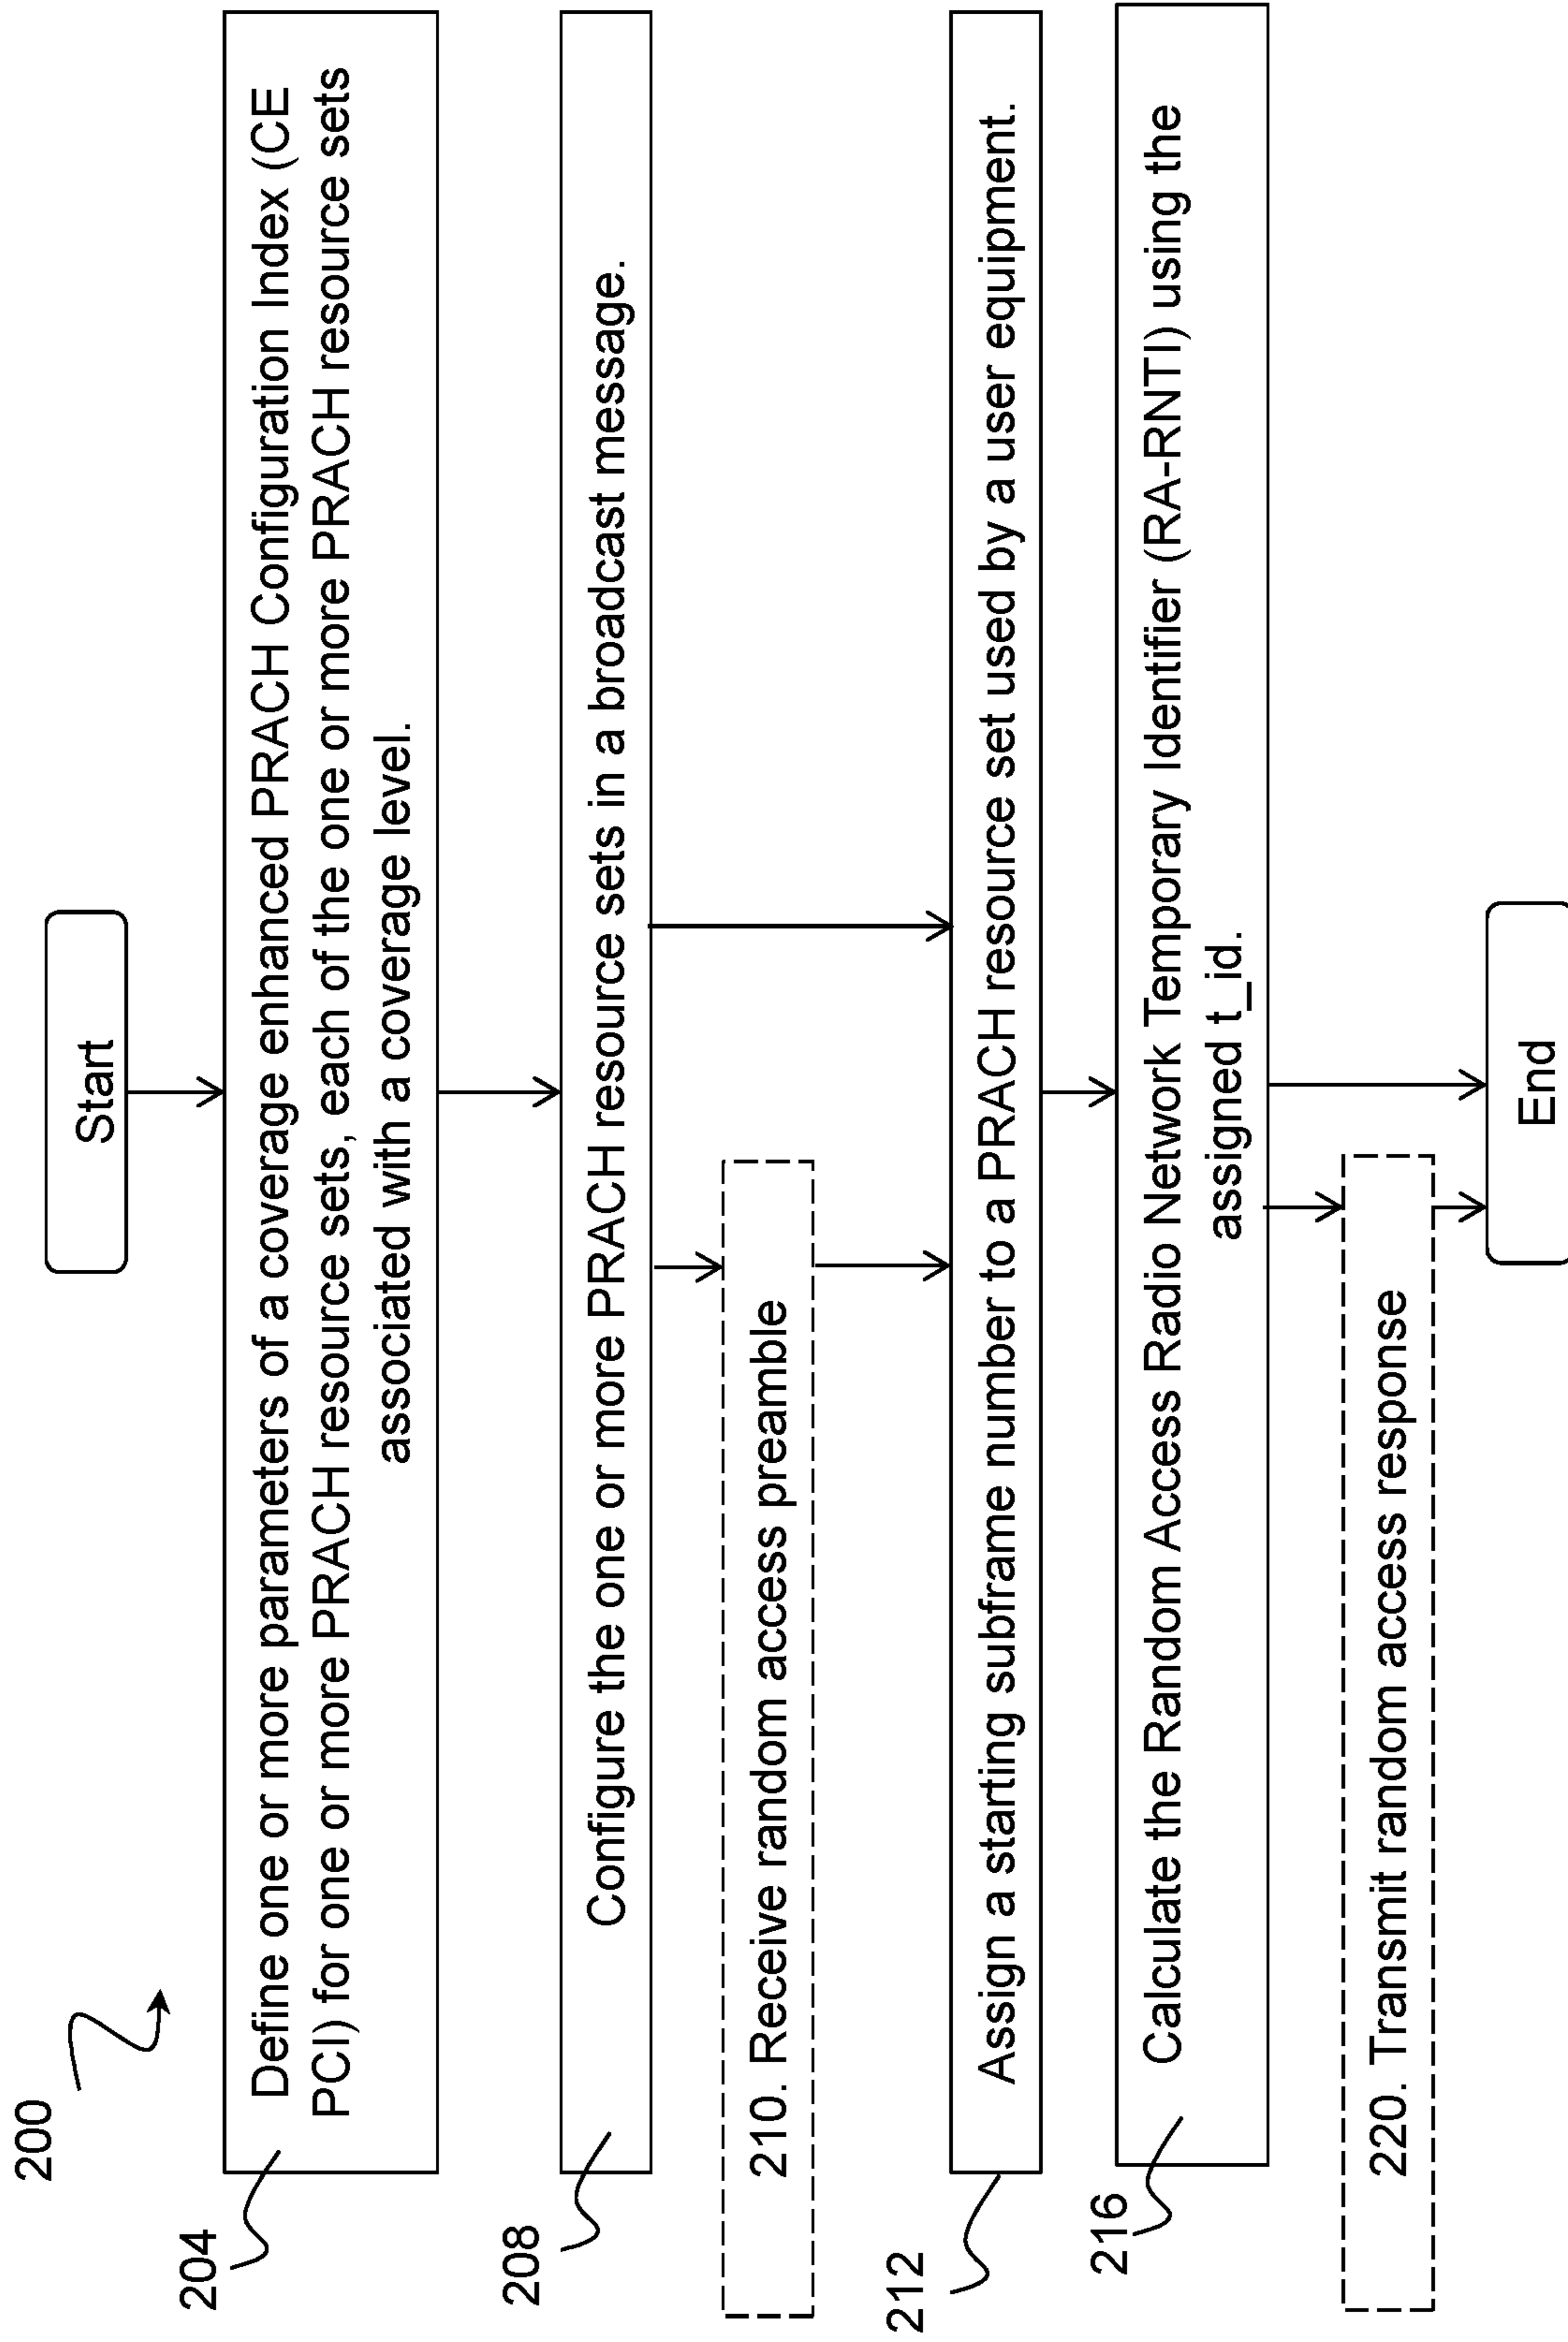 200
Start
204
Define one or more parameters of a coverage enhanced PRACH Configuration Index (CE
PCI) for one or more PRACH resource sets, each of the one or more PRACH resource sets
associated with a coverage level.
208
Configure the one or more PRACH resource sets in a broadcast message.
210. Receive random access preamble
212
Assign a starting subframe number to a PRACH resource set used by a user equipment.
216
Calculate the Random Access Radio Network Temporary Identifier (RA-RNTI) using the
assigned t_id.
220. Transmit random access response
End